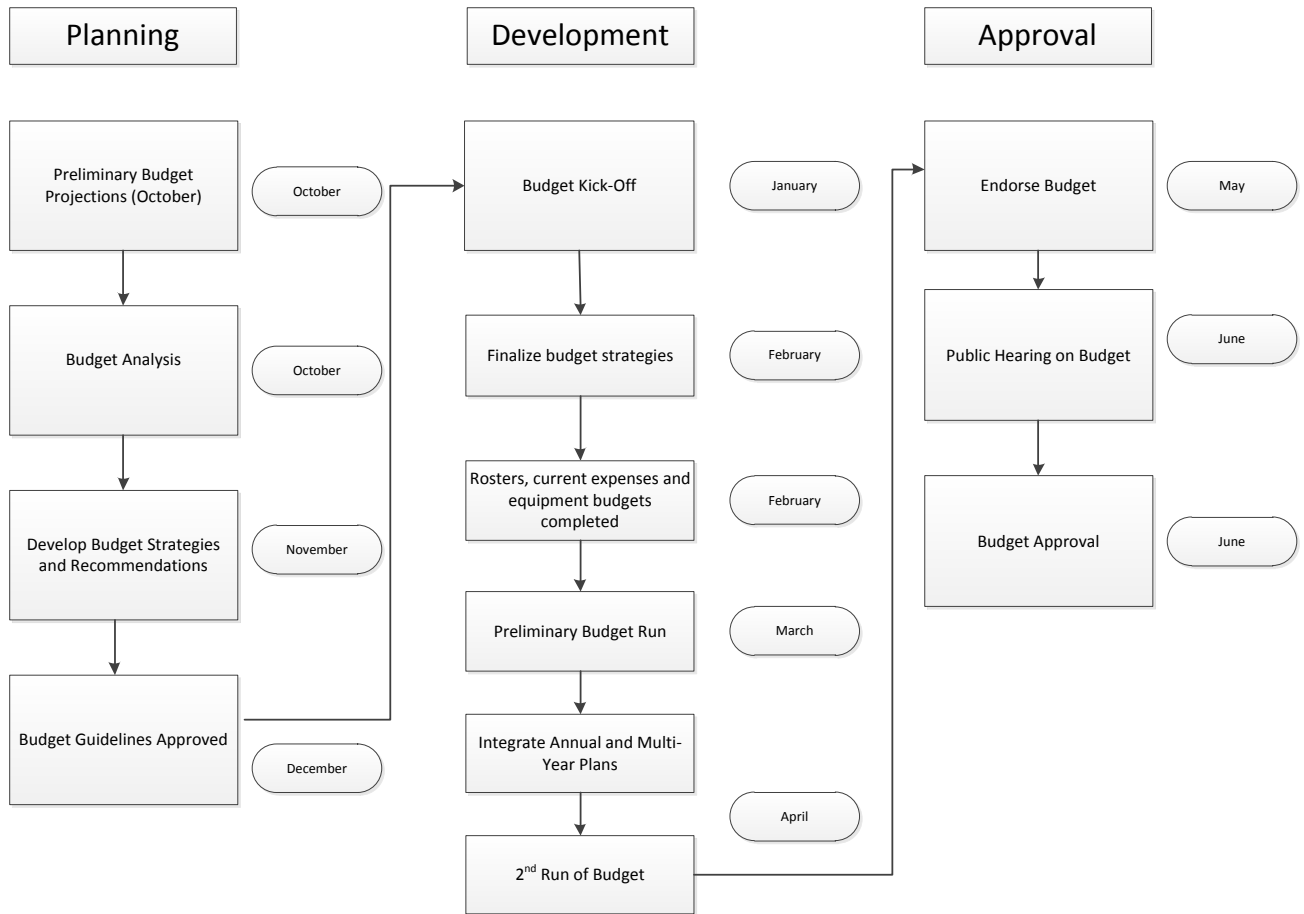 Planning
Development
Approval
Preliminary Budget
Projections (October)
October
Budget Analysis
October
Develop Budget Strategies
and Recommendations
November
Budget Guidelines Approved
December
Budget Kick-Off
January
Finalize budget strategies
February
Rosters, current expenses and
equipment budgets
completed
February
Preliminary Budget Run
March
Integrate Annual and Multi-
Year Plans
April
2nd Run of Budget
Endorse Budget
May
Public Hearing on Budget
June
Budget Approval
June